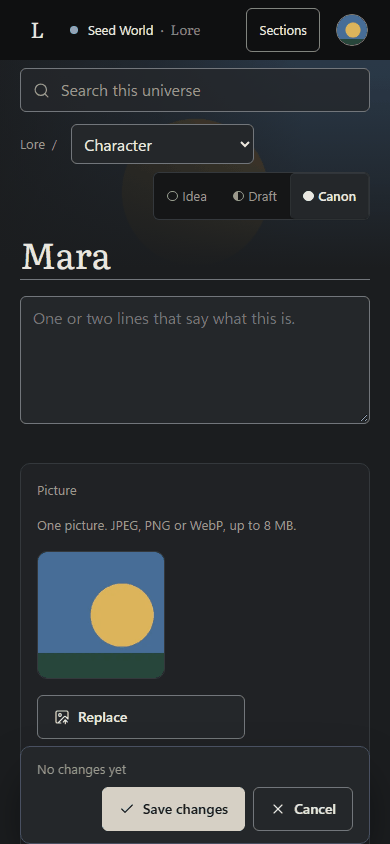 L
Seed World · Lore
Sections
Search this universe
Lore /
Character
Idea
Draft
Canon
Mara
One or two lines that say what this is.
Picture
One picture. JPEG, PNG or WebP, up to 8 MB.
Replace
No changes yet
Save changes
Cancel